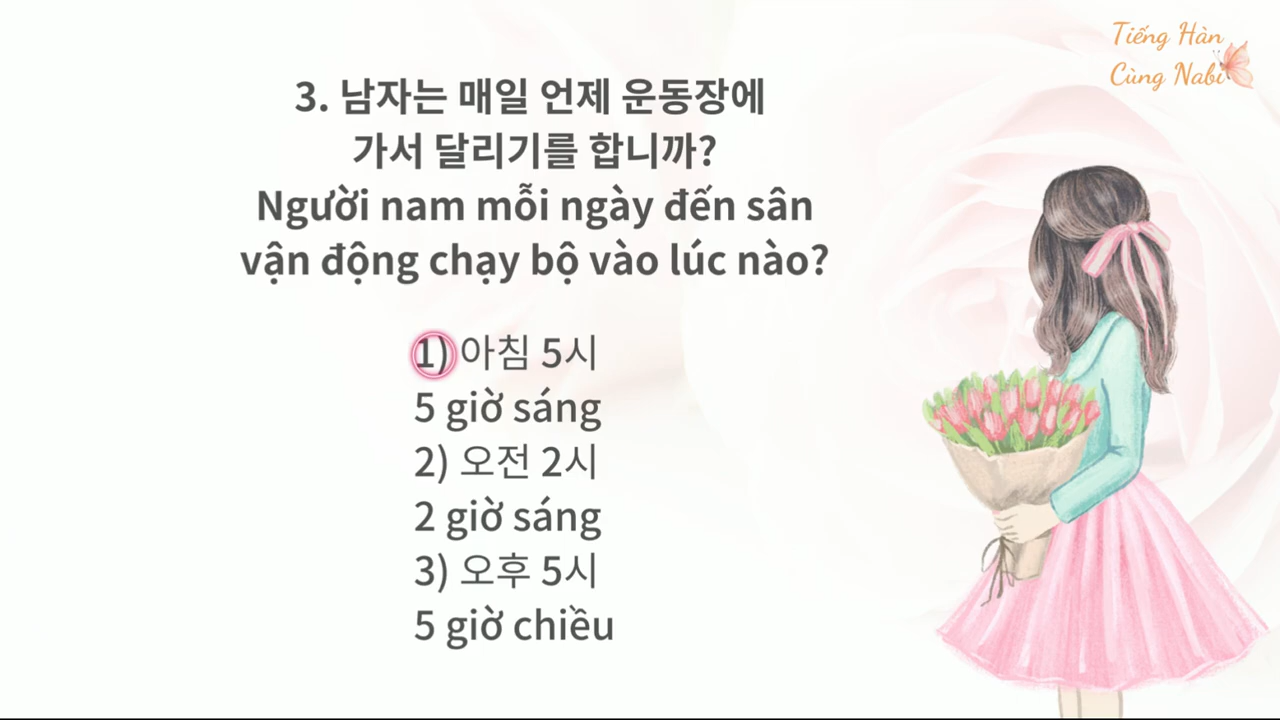 Tiếng Hàn
Cùng Nabi
3. 남자는 매일 언제 운동장에
가서 달리기를 합니까?
Người nam mỗi ngày đến sân
vận động chạy bộ vào lúc nào?
1) 아침 5시
5 giờ sáng
2) 오전 2시
2 giờ sáng
3) 오후 5시
5 giờ chiều